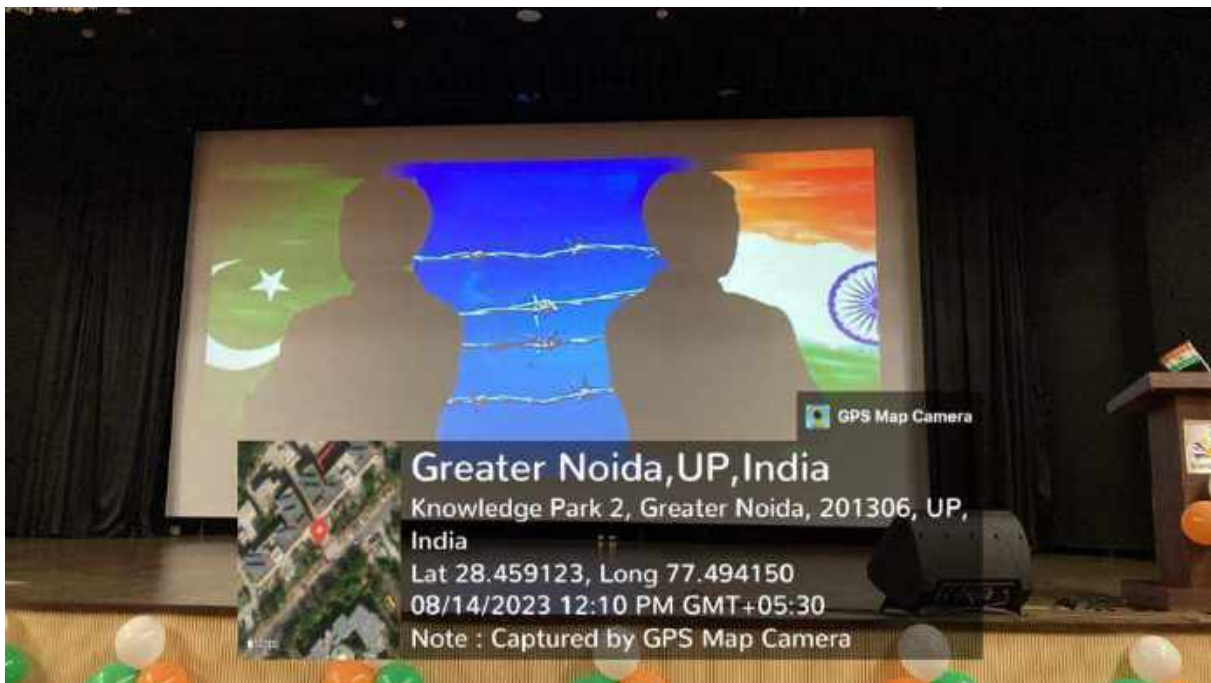 GPS Map Camera
Greater Noida,UP,India
Knowledge Park 2, Greater Noida, 201306, UP,
India
Lat 28.459123, Long 77.494150
08/14/2023 12:10 PM GMT+05:30
Note : Captured by GPS Map Camera